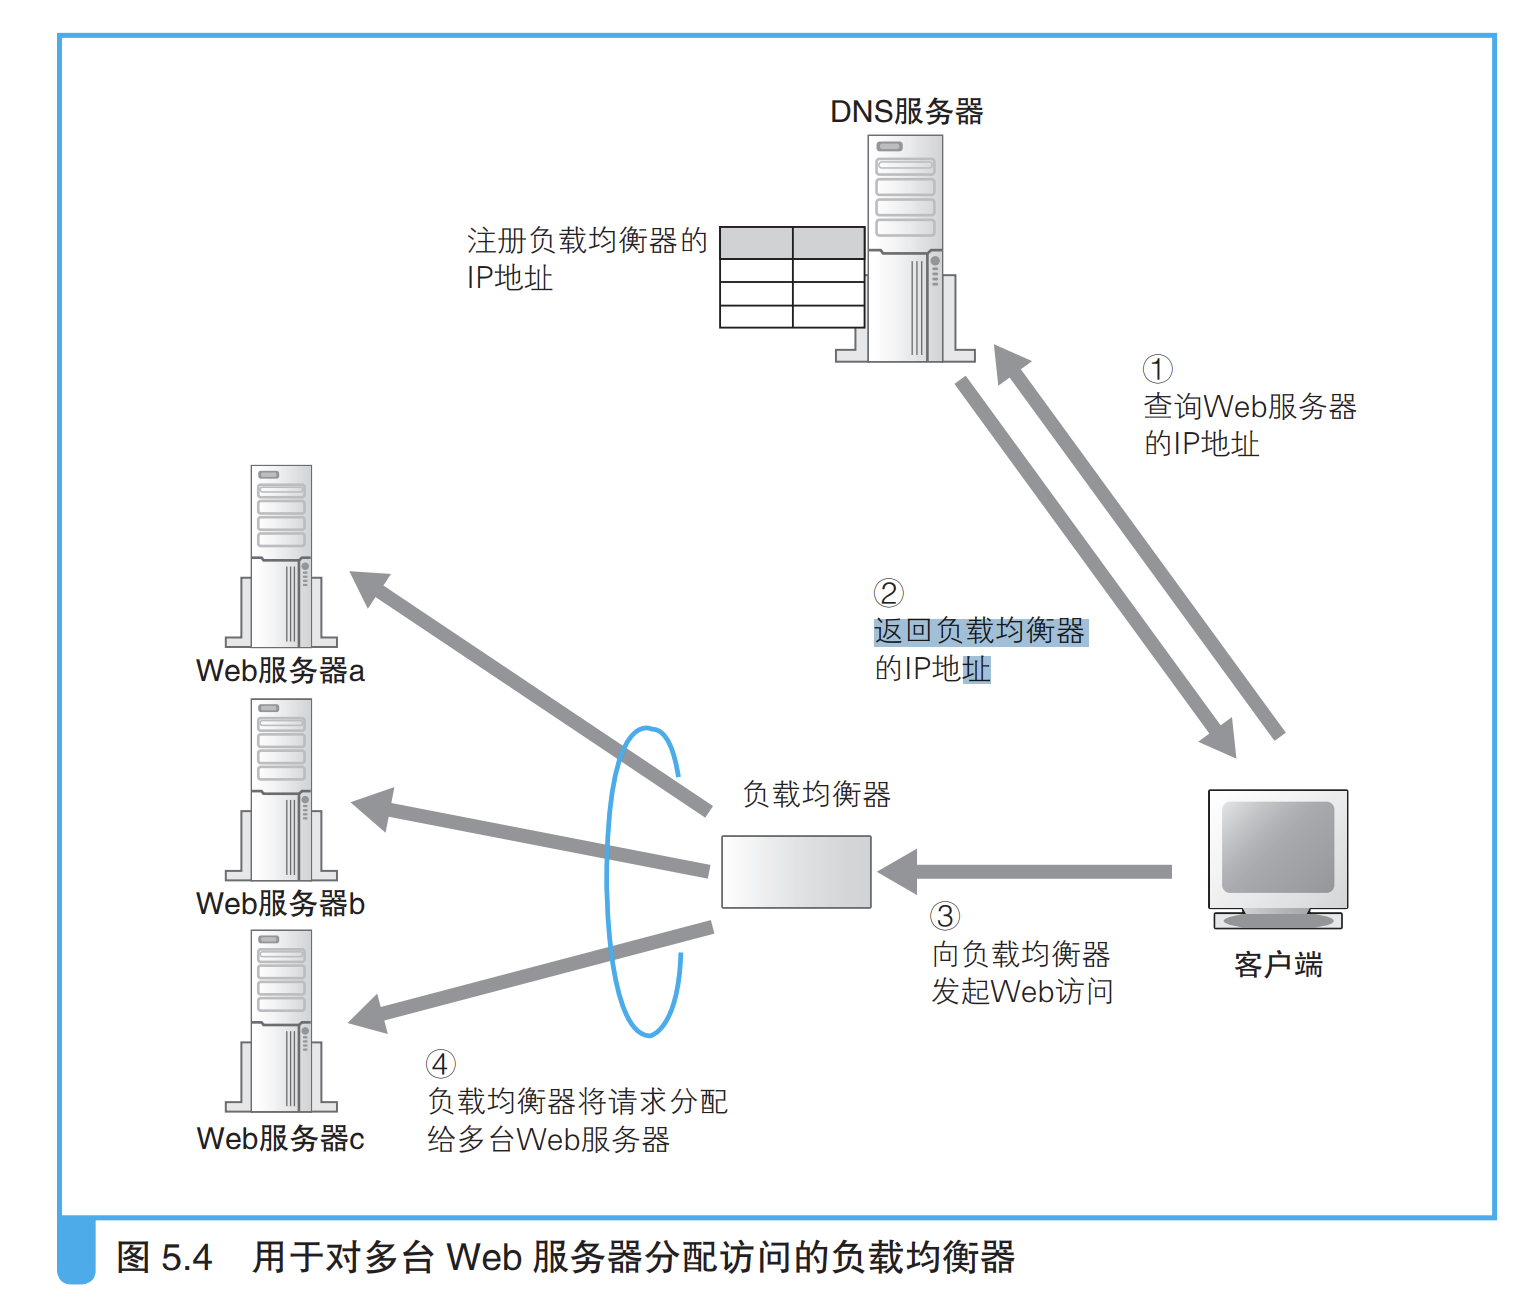 DNS服务器
注册负载均衡器的
IP地址
①
查询Web服务器
的IP地址
②
返回负载均衡器
的IP地址
Web服务器a
负载均衡器
Web服务器b
③
向负载均衡器
发起Web访问
客户端
④
负载均衡器将请求分配
给多台Web服务器
Web服务器c
图 5.4 用于对多台 Web 服务器分配访问的负载均衡器